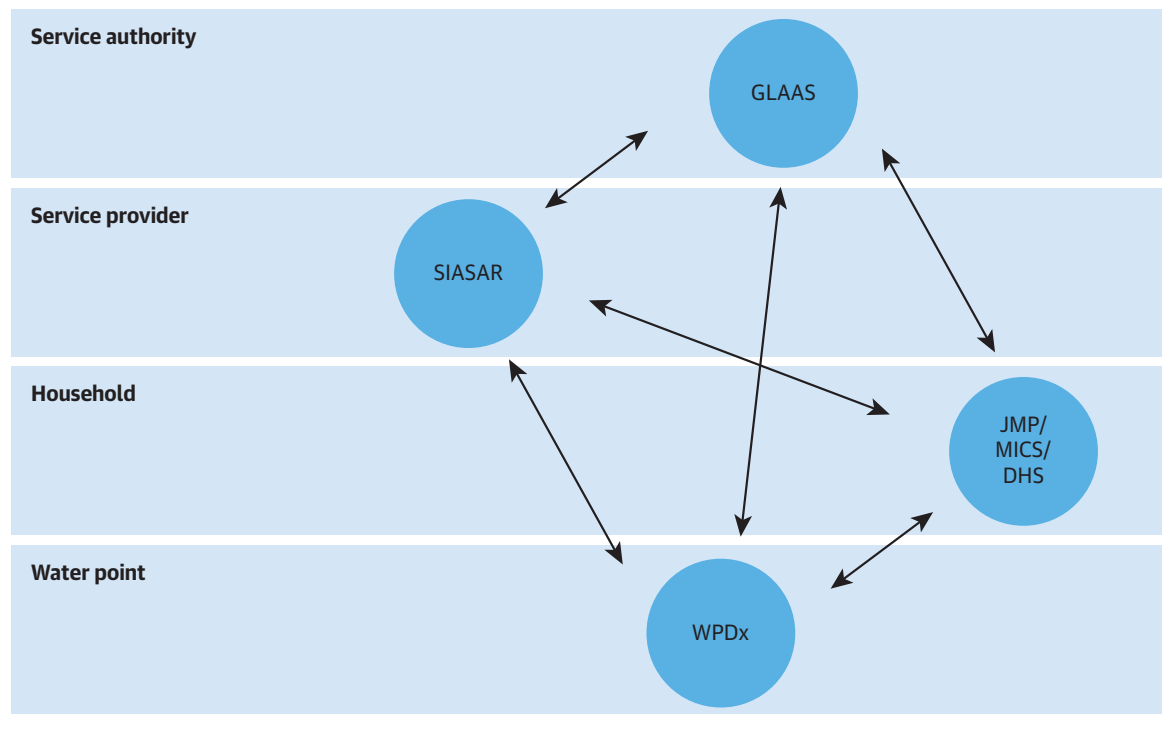 Service authority
GLAAS
Service provider
SIASAR
Household
JMP/
MICS/
DHS
Water point
WPDx